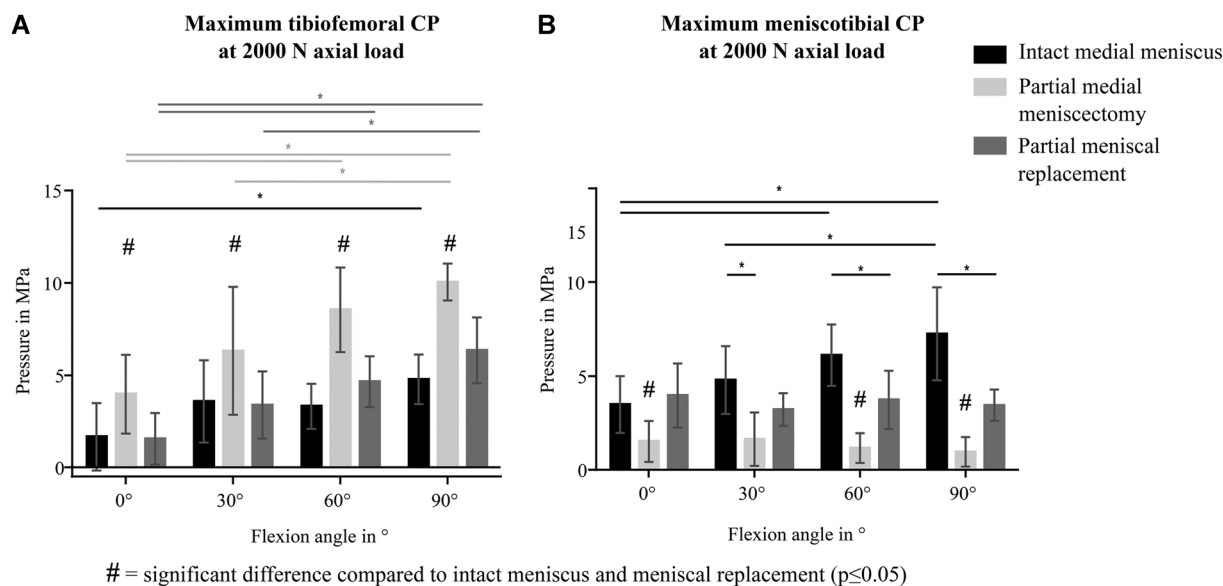 A
Maximum tibiofemoral CP
at 2000 N axial load
*
*
*
*
*
15
10
5
0
Pressure in MPa
#
#
#
#
0°
30°
60°
90°
Flexion angle in °
B
Maximum meniscotibial CP
at 2000 N axial load
*
*
*
*
*
15
10
5
0
Pressure in MPa
#
#
#
0°
30°
60°
90°
Flexion angle in °
Intact medial meniscus
Partial medial
meniscectomy
Partial meniscal
replacement
# = significant difference compared to intact meniscus and meniscal replacement (p≤0.05)